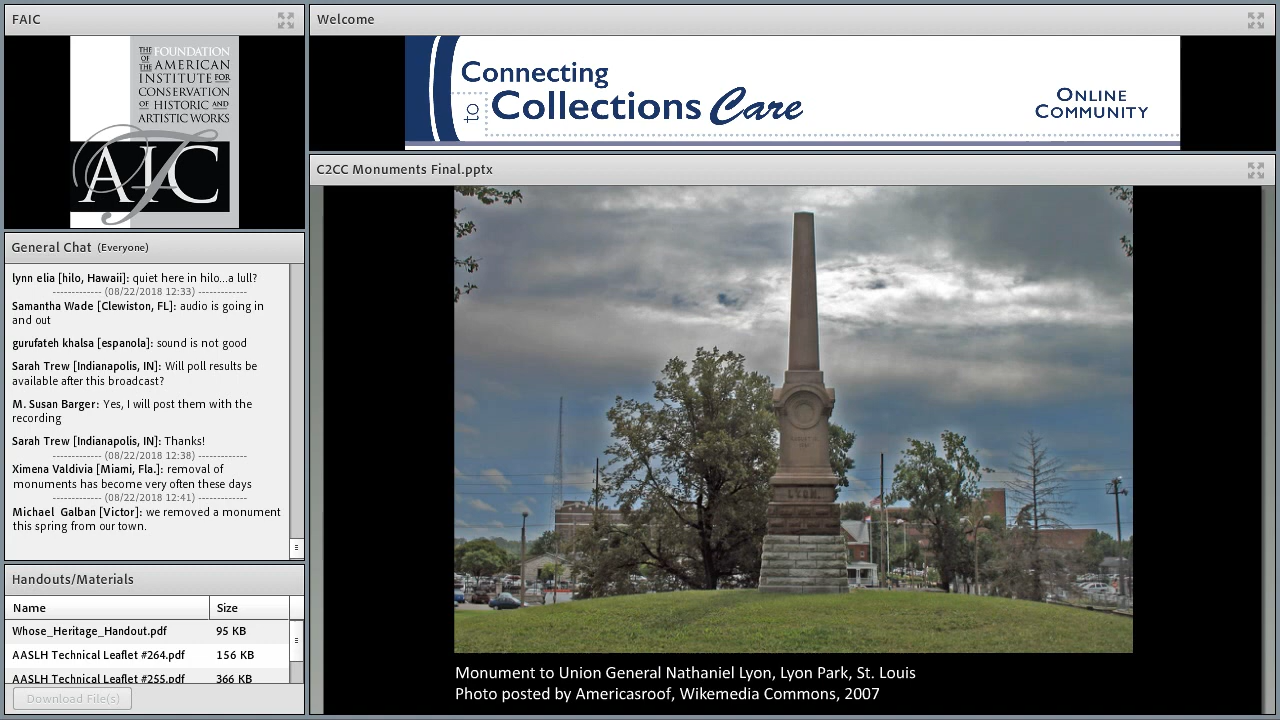 FAIC
THE FOUNDATION
OF THE AMERICAN
INSTITUTE FOR
CONSERVATION
OF HISTORIC AND
ARTISTIC WORKS
FAIC
General Chat (Everyone)
lynn elia [hilo, Hawaii]: quiet here in hilo...a lull?
------------- (08/22/2018 12:33) -------------
Samantha Wade [Clewiston, FL]: audio is going in
and out
gurufateh khalsa [espanola]: sound is not good
Sarah Trew [Indianapolis, IN]: Will poll results be
available after this broadcast?
M. Susan Barger: Yes, I will post them with the
recording
Sarah Trew [Indianapolis, IN]: Thanks!
------------- (08/22/2018 12:38) -------------
Ximena Valdivia [Miami, Fla.]: removal of
monuments has become very often these days
------------- (08/22/2018 12:41) -------------
Michael Galban [Victor]: we removed a monument
this spring from our town.
Handouts/Materials
Name Size
Whose_Heritage_Handout.pdf 95 KB
AASLH Technical Leaflet #264.pdf 156 KB
AASLH Technical Leaflet #255.pdf 366 KB
Download File(s)
Welcome
Connecting
to Collections Care
ONLINE
COMMUNITY
C2CC Monuments Final.pptx
LYON
Monument to Union General Nathaniel Lyon, Lyon Park, St. Louis
Photo posted by Americasroof, Wikemedia Commons, 2007